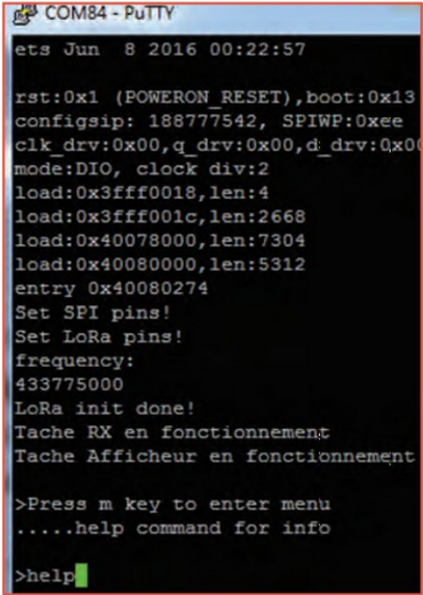 COM84 - PuTTY
ets Jun  8 2016 00:22:57
rst:0x1 (POWERON_RESET),boot:0x13
configsip: 188777542, SPIWP:0xee
clk_drv:0x00,q_drv:0x00,d_drv:0x00
mode:DIO, clock div:2
load:0x3fff0018,len:4
load:0x3fff001c,len:2668
load:0x40078000,len:7304
load:0x40080000,len:5312
entry 0x40080274
Set SPI pins!
Set LoRa pins!
frequency:
433775000
LoRa init done!
Tache RX en fonctionnement
Tache Afficheur en fonctionnement
>Press m key to enter menu
.....help command for info
>help